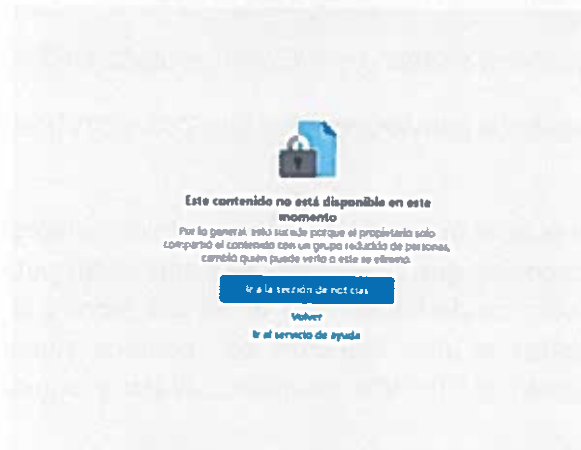 Este contenido no está disponible en este
momento
Por lo general, esto sucede porque el propietario solo
compartió el contenido con un grupo reducido de personas,
cambió quién puede verlo o este se eliminó.
Ir a la sección de noticias
Volver
Ir al servicio de ayuda